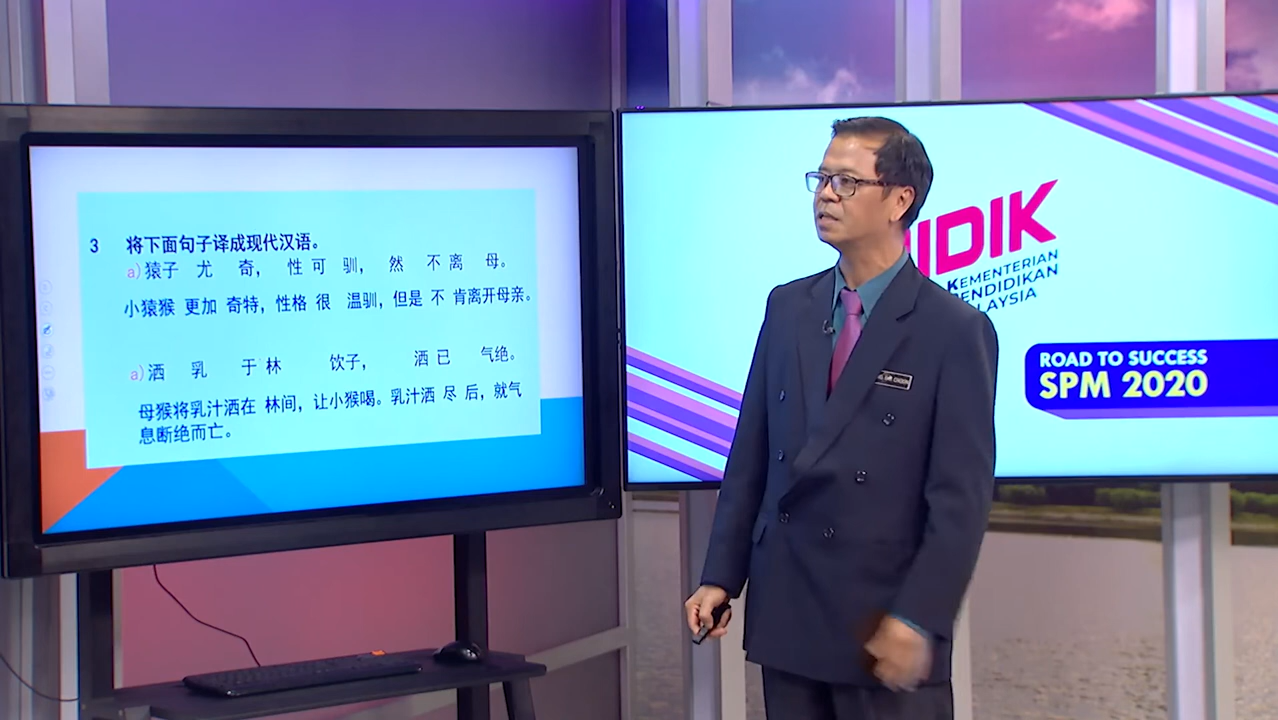 3 将下面句子译成现代汉语。
a)猿子 尤 奇， 性 可 驯， 然 不 离 母。
小猿猴 更加 奇特，性格 很 温驯，但是 不 肯离开母亲。
a)洒 乳 于 林 饮子， 洒 已 气绝。
母猴将乳汁洒在 林间，让小猴喝。乳汁洒 尽 后，就气
息断绝而亡。
IDIK
KEMENTERIAN
PENDIDIKAN
ALAYSIA
ROAD TO SUCCESS
SPM 2020